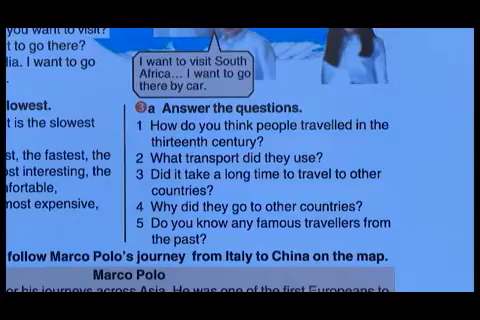 you want to visit?
t to go there?
lia. I want to go
I want to visit South
Africa... I want to go
there by car.
lowest.
t is the slowest
st, the fastest, the
ost interesting, the
nfortable,
most expensive,
3a Answer the questions.
1 How do you think people travelled in the
thirteenth century?
2 What transport did they use?
3 Did it take a long time to travel to other
countries?
4 Why did they go to other countries?
5 Do you know any famous travellers from
the past?
follow Marco Polo's journey from Italy to China on the map.
Marco Polo
or his journeys across Asia. He was one of the first Europeans to